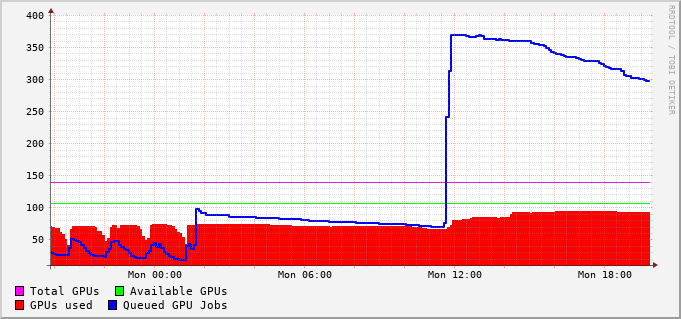 400
350
300
250
200
150
100
50
Mon 00:00 Mon 06:00 Mon 12:00 Mon 18:00
Total GPUs Available GPUs
GPUs used Queued GPU Jobs
RRDTOOL / TOBI OETIKER